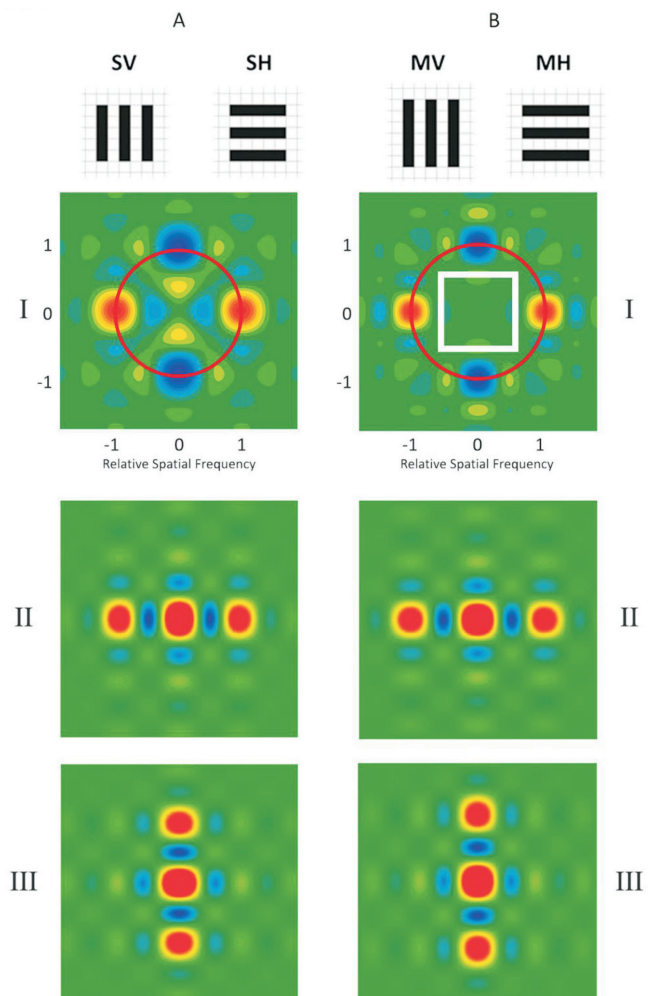 A B
SV SH MV MH
1 1
I 0 0 I
-1 -1
-1 0 1 -1 0 1
Relative Spatial Frequency Relative Spatial Frequency
II II
III III